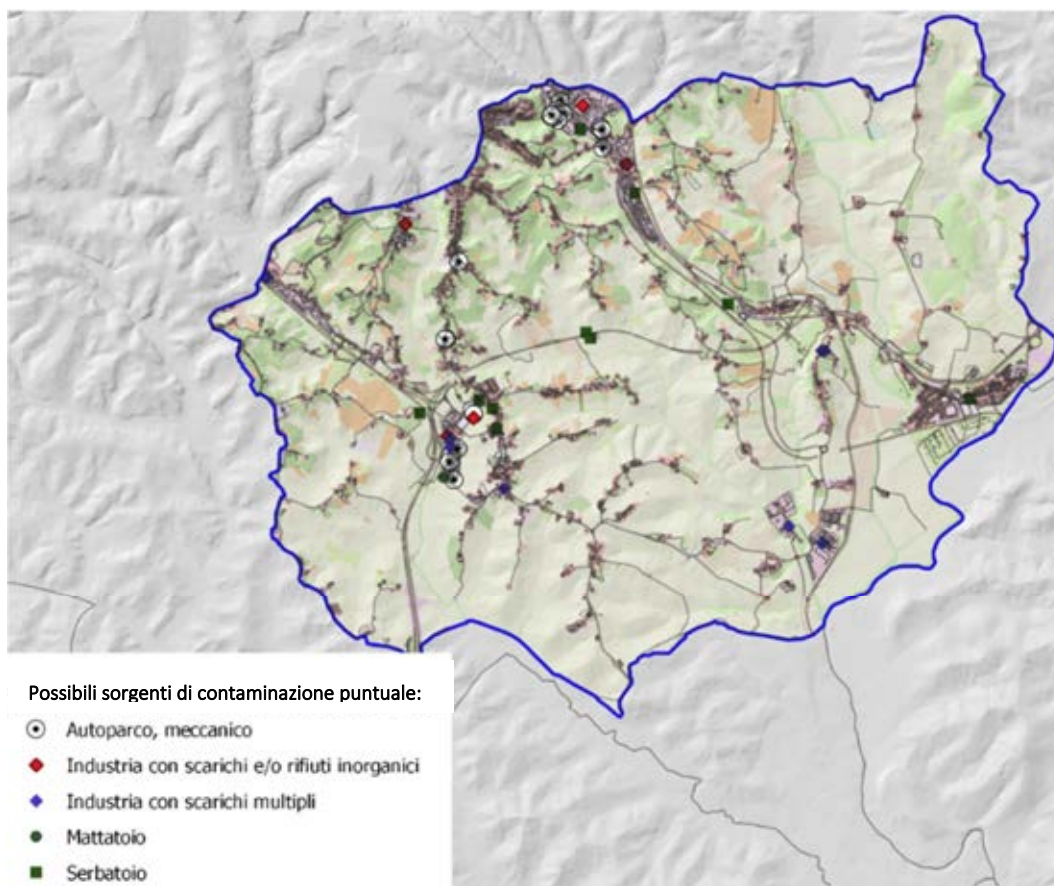 Possibili sorgenti di contaminazione puntuale:
Autoparco, meccanico
Industria con scarichi e/o rifiuti inorganici
Industria con scarichi multipli
Mattatoio
Serbatoio